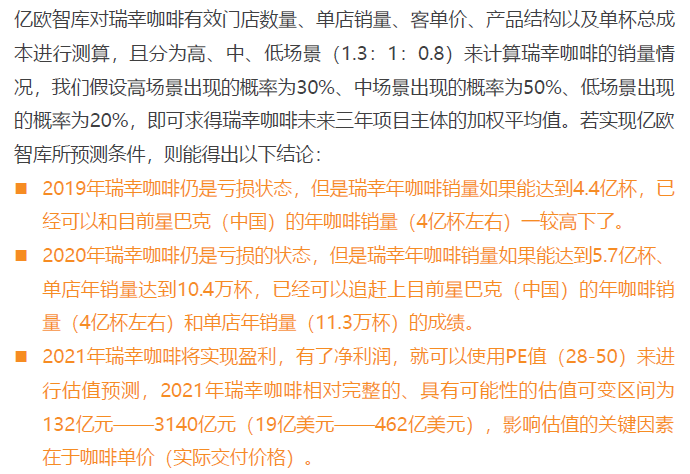 亿欧智库对瑞幸咖啡有效门店数量、单店销量、客单价、产品结构以及单杯总成
本进行测算，且分为高、中、低场景（1.3：1：0.8）来计算瑞幸咖啡的销量情
况，我们假设高场景出现的概率为30%、中场景出现的概率为50%、低场景出现
的概率为20%，即可求得瑞幸咖啡未来三年项目主体的加权平均值。若实现亿欧
智库所预测条件，则能得出以下结论：
■ 2019年瑞幸咖啡仍是亏损状态，但是瑞幸年咖啡销量如果能达到4.4亿杯，已
经可以和目前星巴克（中国）的年咖啡销量（4亿杯左右）一较高下了。
■ 2020年瑞幸咖啡仍是亏损的状态，但是瑞幸年咖啡销量如果能达到5.7亿杯、
单店年销量达到10.4万杯，已经可以追赶上目前星巴克（中国）的年咖啡销
量（4亿杯左右）和单店年销量（11.3万杯）的成绩。
■ 2021年瑞幸咖啡将实现盈利，有了净利润，就可以使用PE值（28-50）来进
行估值预测，2021年瑞幸咖啡相对完整的、具有可能性的估值可变区间为
132亿元——3140亿元（19亿美元——462亿美元），影响估值的关键因素
在于咖啡单价（实际交付价格）。